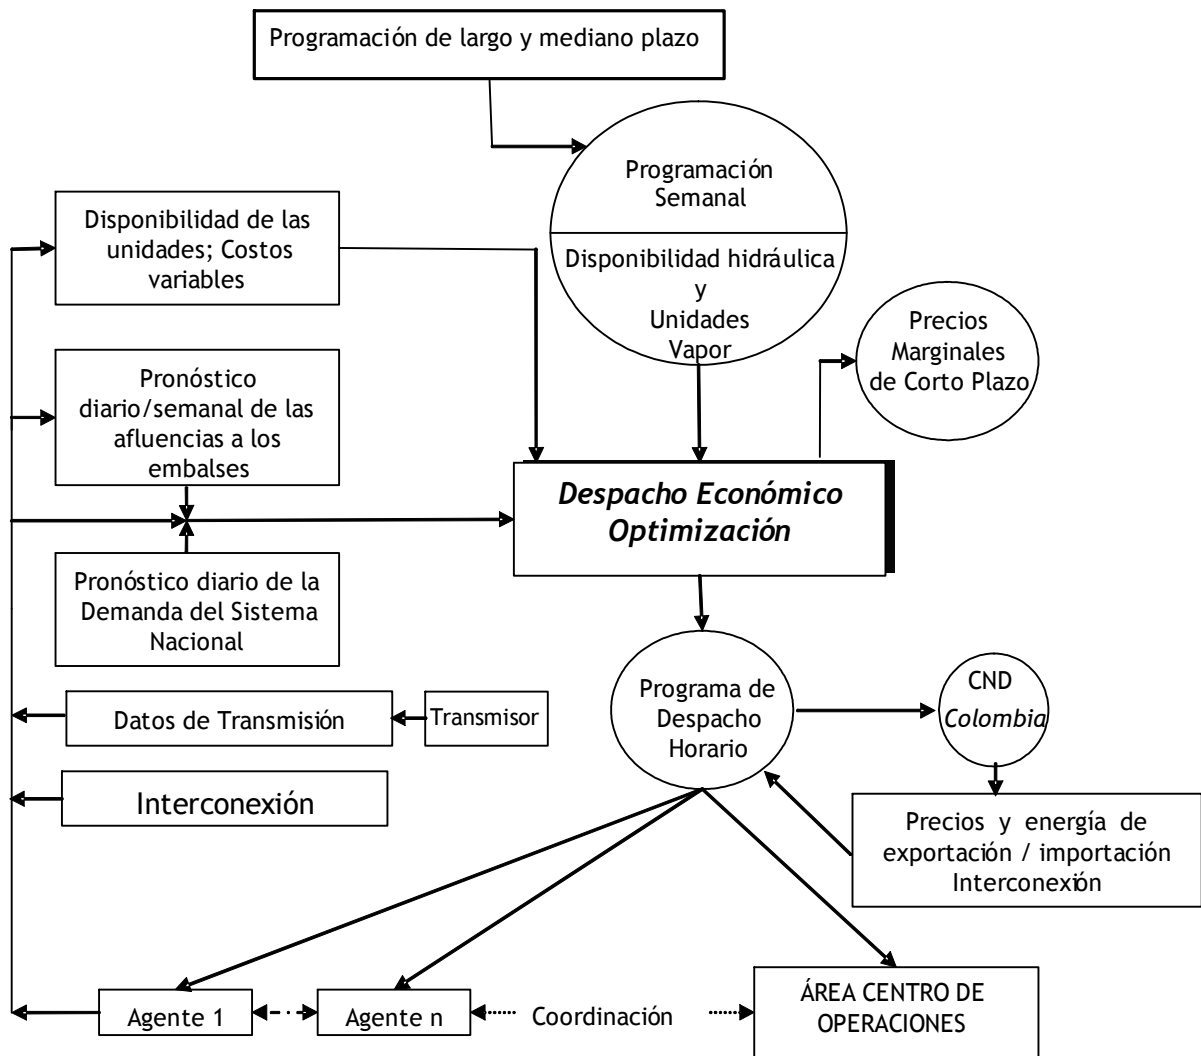 Programación de largo y mediano plazo
Programación
Semanal
Disponibilidad hidráulica
y
Unidades
Vapor
Disponibilidad de las
unidades; Costos
variables
Precios
Marginales
de Corto Plazo
Pronóstico
diario/semanal de las
afluencias a los
embalses
Despacho Económico
Optimización
Pronóstico diario de la
Demanda del Sistema
Nacional
Datos de Transmisión
Transmisor
Programa de
Despacho
Horario
CND
Colombia
Interconexión
Precios y energía de
exportación / importación
Interconexión
Agente 1
Agente n
Coordinación
ÁREA CENTRO DE
OPERACIONES